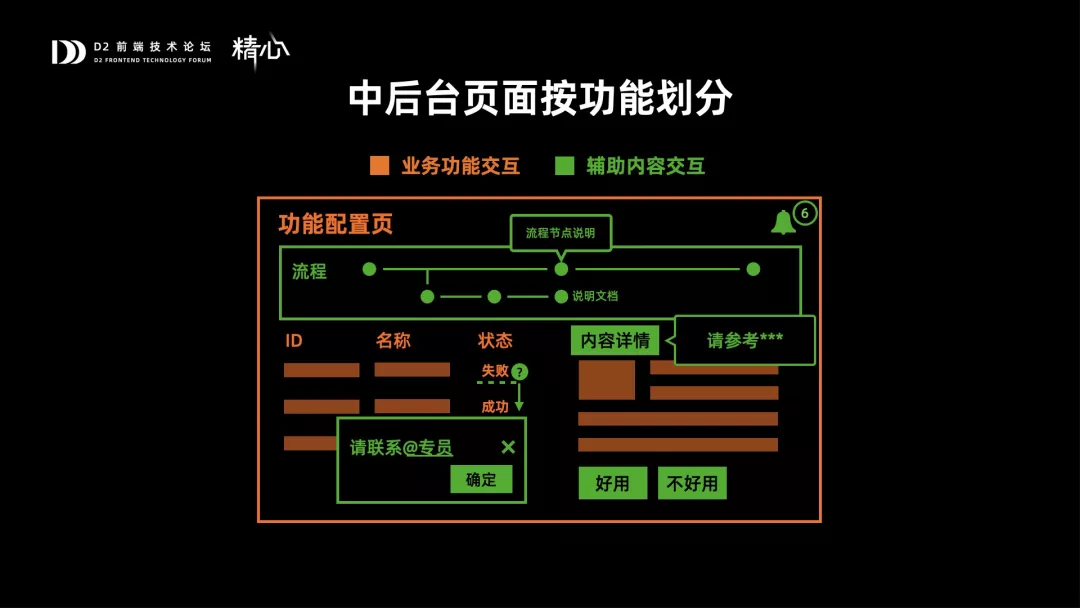 D2 前端技术论坛
D2 FRONTEND TECHNOLOGY FORUM
精心
中后台页面按功能划分
业务功能交互
辅助内容交互
功能配置页
流程节点说明
6
流程
说明文档
ID
名称
状态
内容详情
请参考***
失败
?
成功
请联系@专员
确定
好用
不好用